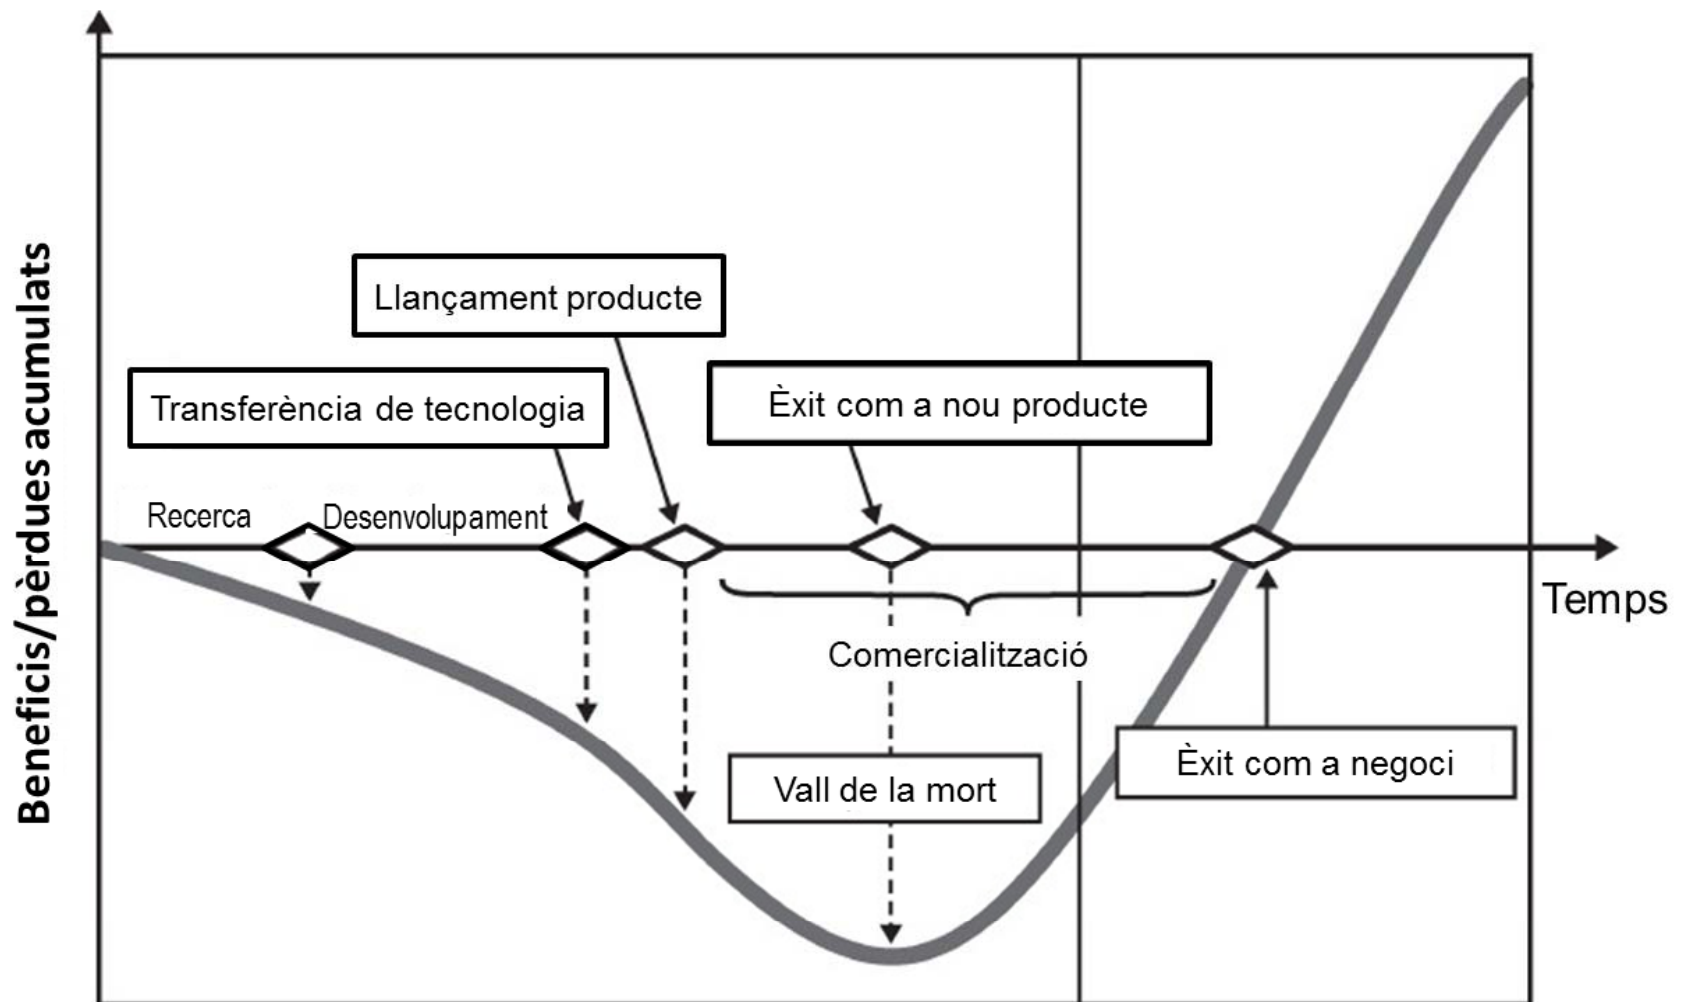 Beneficis/pèrdues acumulats
Llançament producte
Transferència de tecnologia
Èxit com a nou producte
Recerca
Desenvolupament
Temps
Comercialització
Vall de la mort
Èxit com a negoci